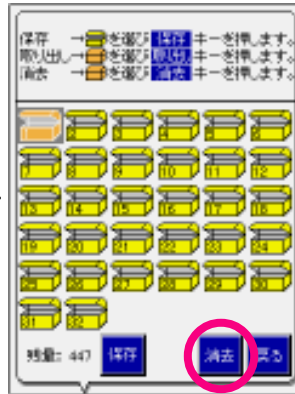 保存 →を選び 保存 キーを押します。
取り出し→を選び 取出し キーを押します。
消去 →を選び 消去 キーを押します。
2 3 4 5 6
7 8 9 10 11 12
13 14 15 16 17 18
19 20 21 22 23 24
25 26 27 28 29 30
31 32
残量: 447 保存 消去 戻る